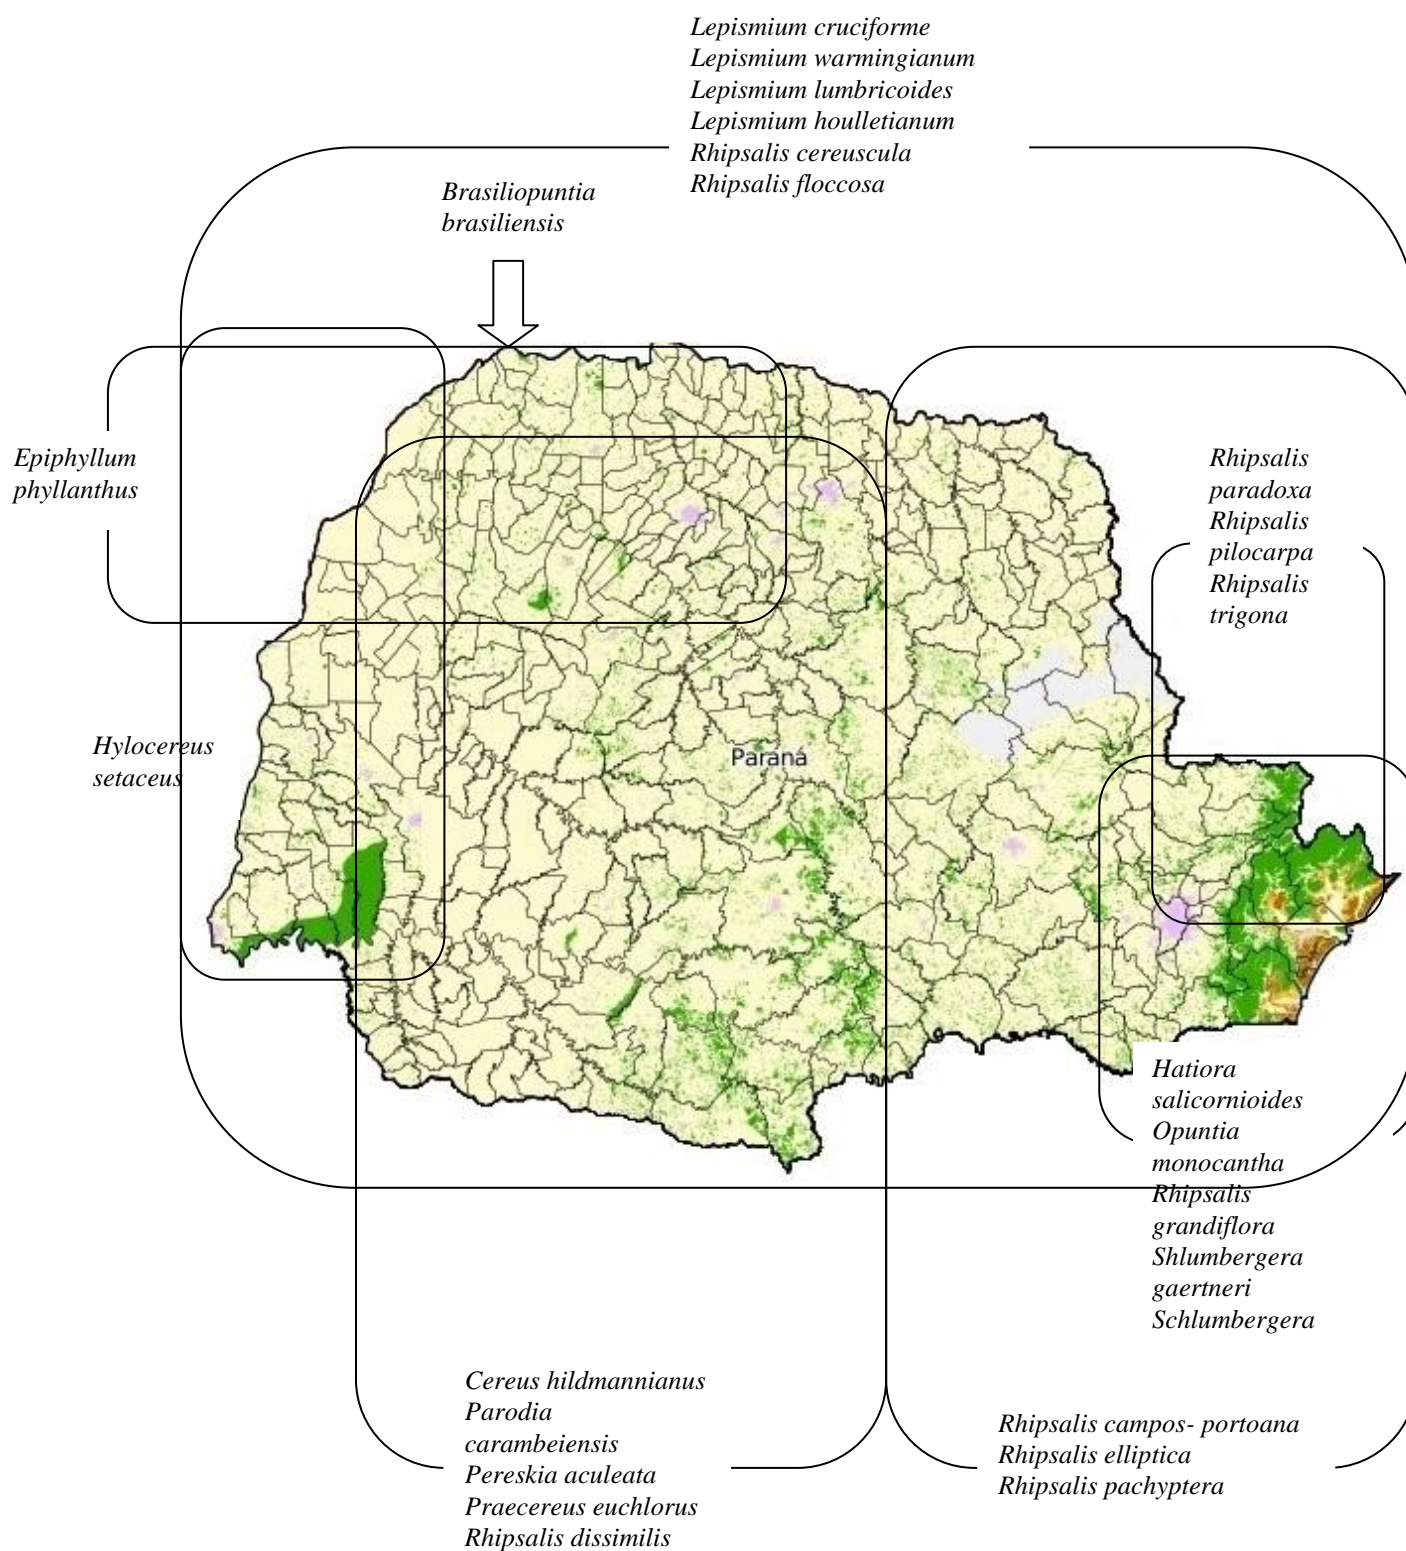 Lepismium cruciforme
Lepismium warmingianum
Lepismium lumbricoides
Lepismium houlletianum
Rhipsalis cereuscula
Rhipsalis floccosa
Brasiliopuntia
brasiliensis
Epiphyllum
phyllanthus
Rhipsalis
paradoxa
Rhipsalis
pilocarpa
Rhipsalis
trigona
Hylocereus
setaceus
Paraná
Hatiora
salicornioides
Opuntia
monocantha
Rhipsalis
grandiflora
Shlumbergera
gaertneri
Schlumbergera
Cereus hildmannianus
Parodia
carambeiensis
Pereskia aculeata
Praecereus euchlorus
Rhipsalis dissimilis
Rhipsalis campos- portoana
Rhipsalis elliptica
Rhipsalis pachyptera